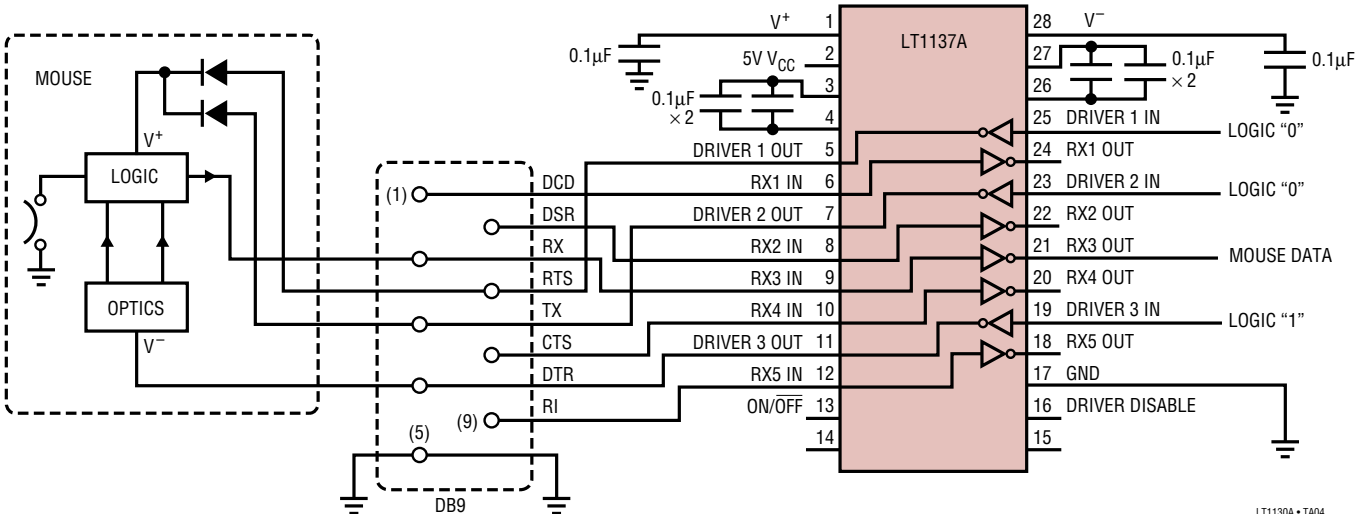 MOUSE
V+
LOGIC
OPTICS
V−
(1)
DCD
DSR
RX
RTS
TX
CTS
DTR
RI
(9)
(5)
DB9
0.1µF
V+ 1
5V VCC 2
0.1µF × 2
3
4
DRIVER 1 OUT 5
RX1 IN 6
DRIVER 2 OUT 7
RX2 IN 8
RX3 IN 9
RX4 IN 10
DRIVER 3 OUT 11
RX5 IN 12
ON/O̅F̅F̅ 13
14
LT1137A
28 V−
0.1µF
27
0.1µF × 2
26
25 DRIVER 1 IN LOGIC “0”
24 RX1 OUT
23 DRIVER 2 IN LOGIC “0”
22 RX2 OUT
21 RX3 OUT MOUSE DATA
20 RX4 OUT
19 DRIVER 3 IN LOGIC “1”
18 RX5 OUT
17 GND
16 DRIVER DISABLE
15
LT1130A • TA04